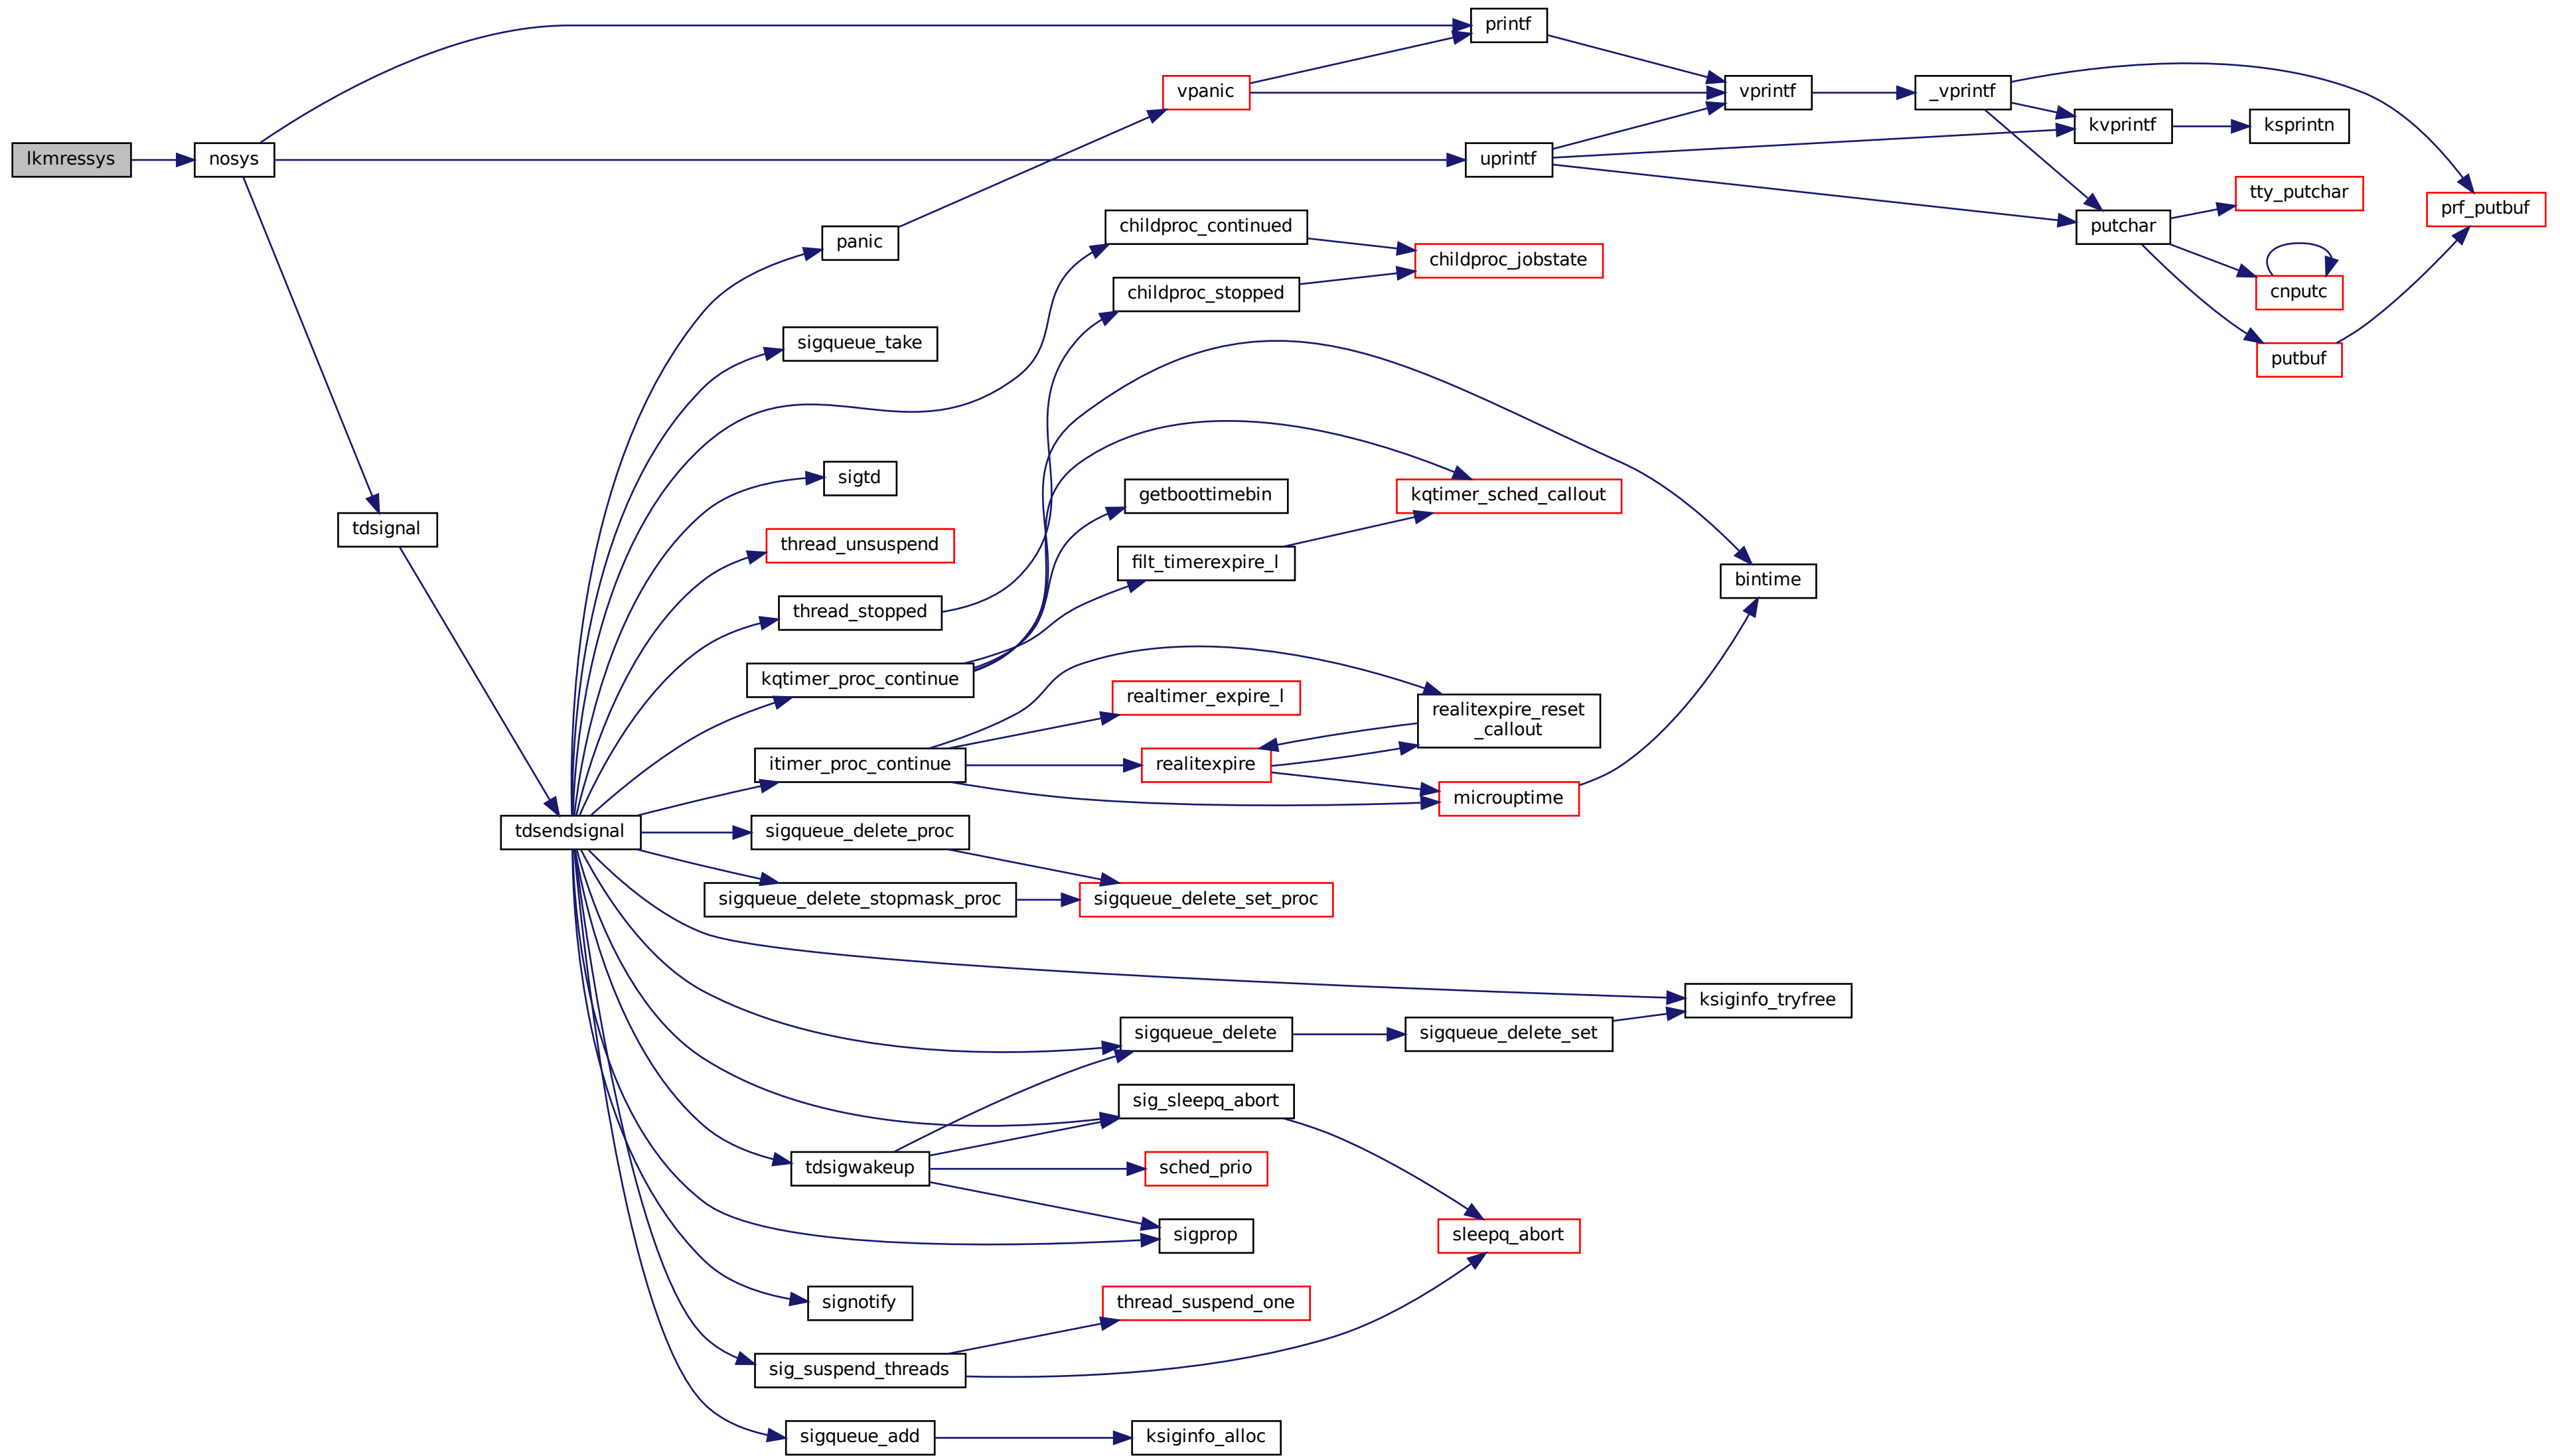 printf
vpanic
vprintf
_vprintf
kvprintf
ksprintn
lkmressys
nosys
uprintf
tty_putchar
prf_putbuf
panic
childproc_continued
putchar
childproc_jobstate
childproc_stopped
cnputc
sigqueue_take
putbuf
sigtd
getboottimebin
kqtimer_sched_callout
tdsignal
thread_unsuspend
filt_timerexpire_l
bintime
thread_stopped
kqtimer_proc_continue
realtimer_expire_l
realitexpire_reset
_callout
itimer_proc_continue
realitexpire
microuptime
tdsendsignal
sigqueue_delete_proc
sigqueue_delete_stopmask_proc
sigqueue_delete_set_proc
ksiginfo_tryfree
sigqueue_delete
sigqueue_delete_set
sig_sleepq_abort
tdsigwakeup
sched_prio
sigprop
sleepq_abort
signotify
thread_suspend_one
sig_suspend_threads
sigqueue_add
ksiginfo_alloc